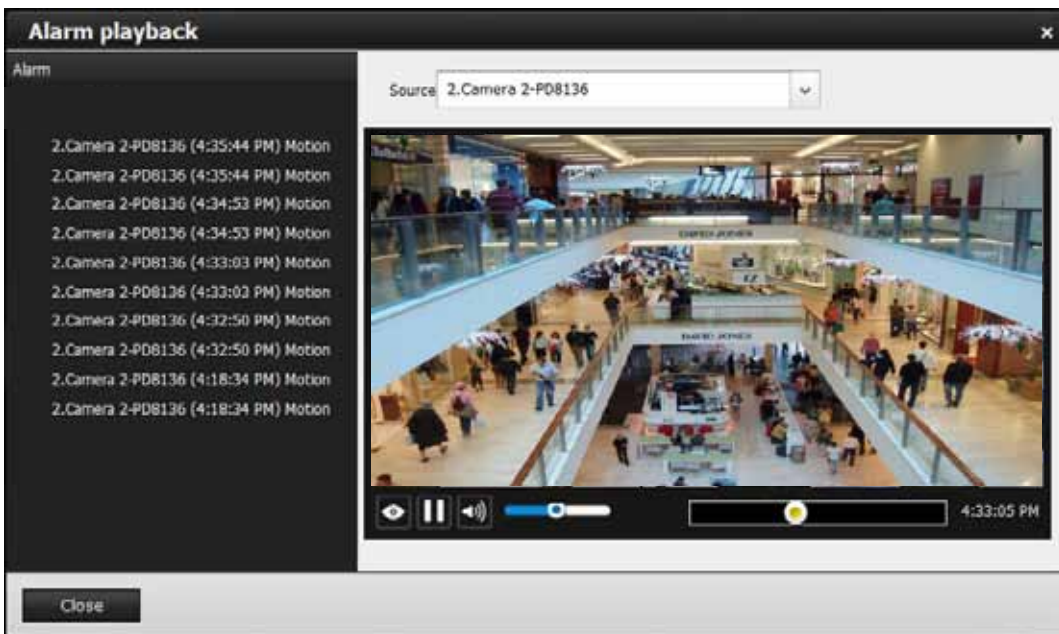 Alarm playback
Alarm
Source 2.Camera 2-PD8136
2.Camera 2-PD8136 (4:35:44 PM) Motion
2.Camera 2-PD8136 (4:35:44 PM) Motion
2.Camera 2-PD8136 (4:34:53 PM) Motion
2.Camera 2-PD8136 (4:34:53 PM) Motion
2.Camera 2-PD8136 (4:33:03 PM) Motion
2.Camera 2-PD8136 (4:33:03 PM) Motion
2.Camera 2-PD8136 (4:32:50 PM) Motion
2.Camera 2-PD8136 (4:32:50 PM) Motion
2.Camera 2-PD8136 (4:18:34 PM) Motion
2.Camera 2-PD8136 (4:18:34 PM) Motion
DAVID JONES
DAVID JONES
4:33:05 PM
Close